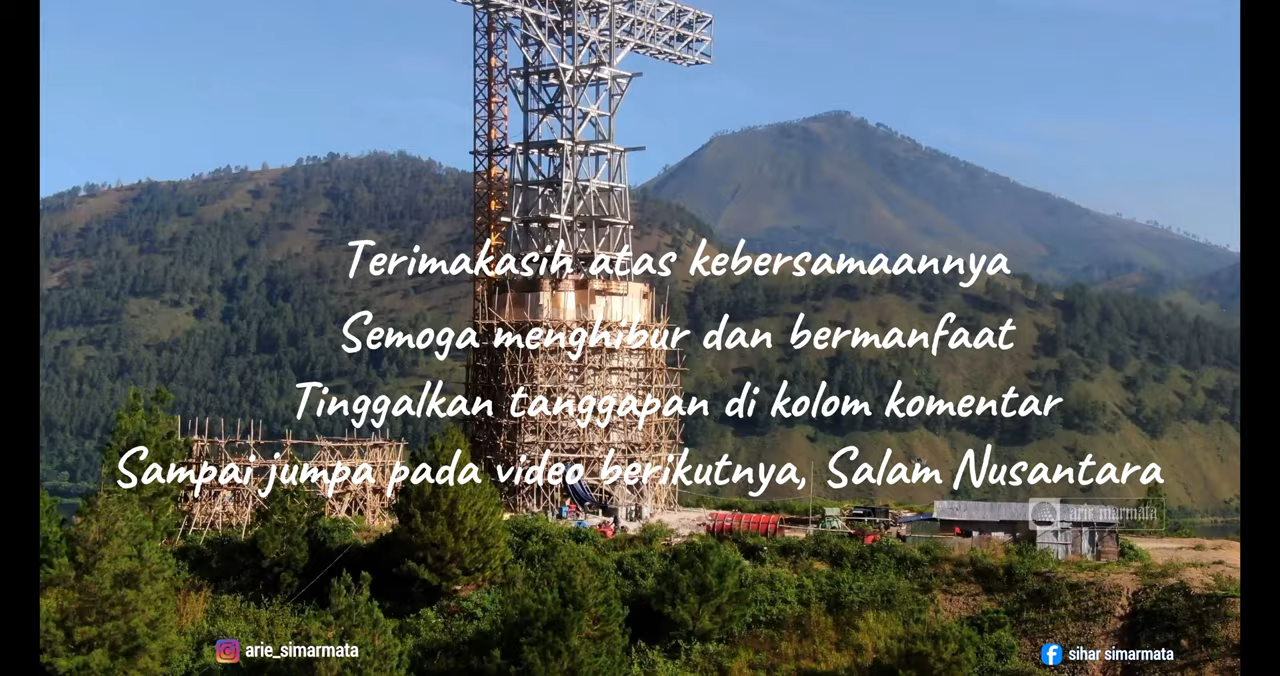 Terimakasih atas kebersamaannya
Semoga menghibur dan bermanfaat
Tinggalkan tanggapan di kolom komentar
Sampai jumpa pada video berikutnya, Salam Nusantara
arie marmata
arie_simarmata
sihar simarmata